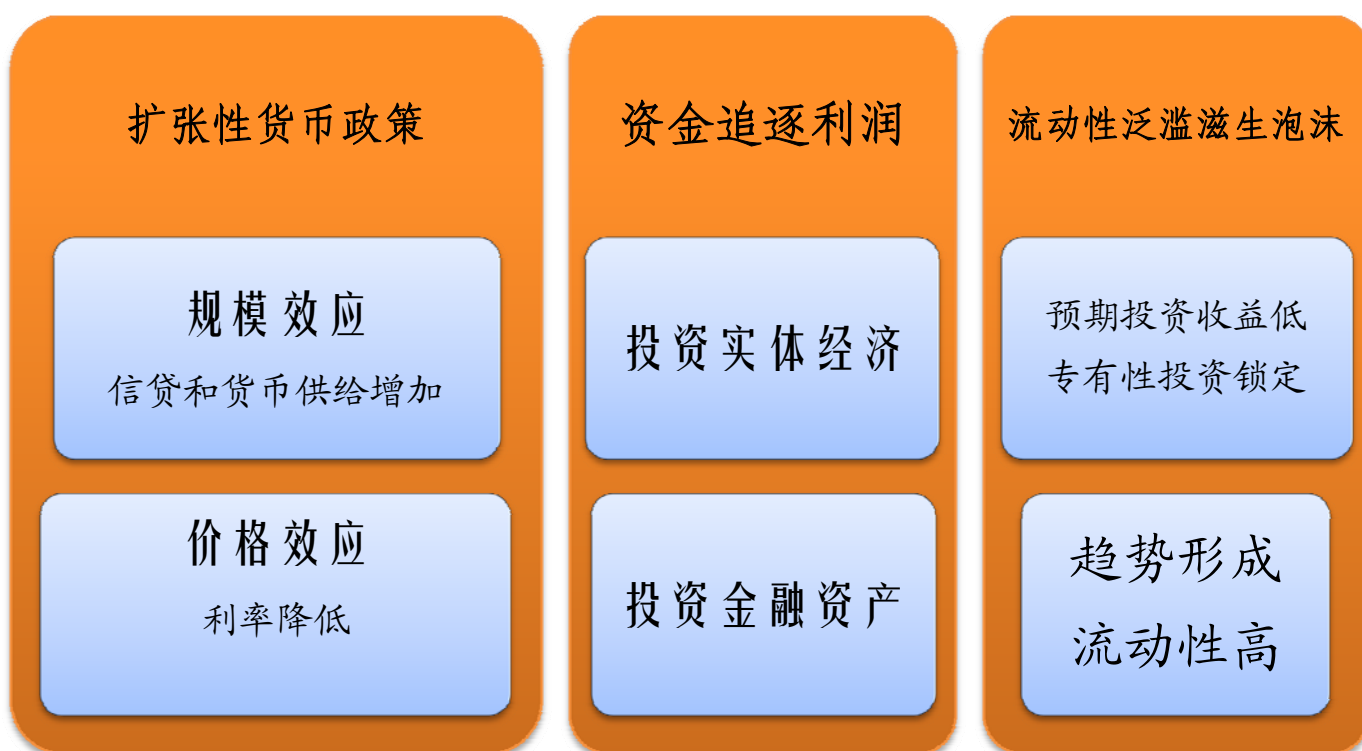 扩张性货币政策
规模效应
信贷和货币供给增加
价格效应
利率降低
资金追逐利润
投资实体经济
投资金融资产
流动性泛滥滋生泡沫
预期投资收益低
专有性投资锁定
趋势形成
流动性高